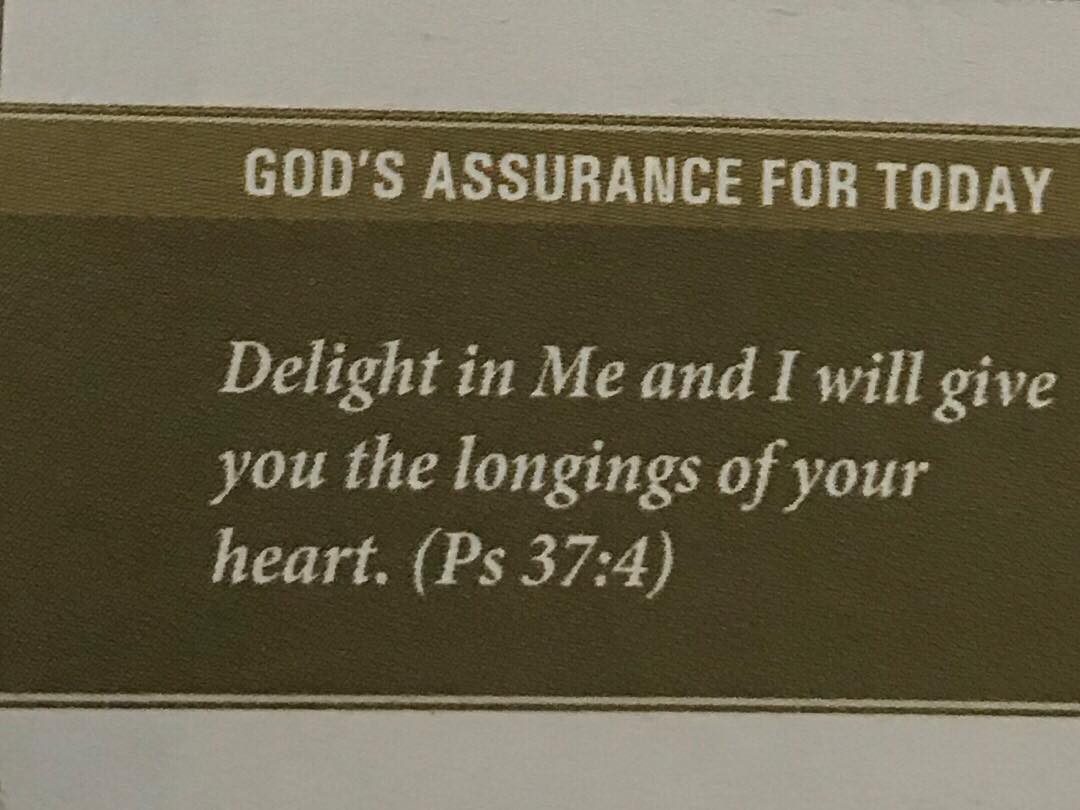 GOD'S ASSURANCE FOR TODAY
Delight in Me and I will give
you the longings of your
heart. (Ps 37:4)